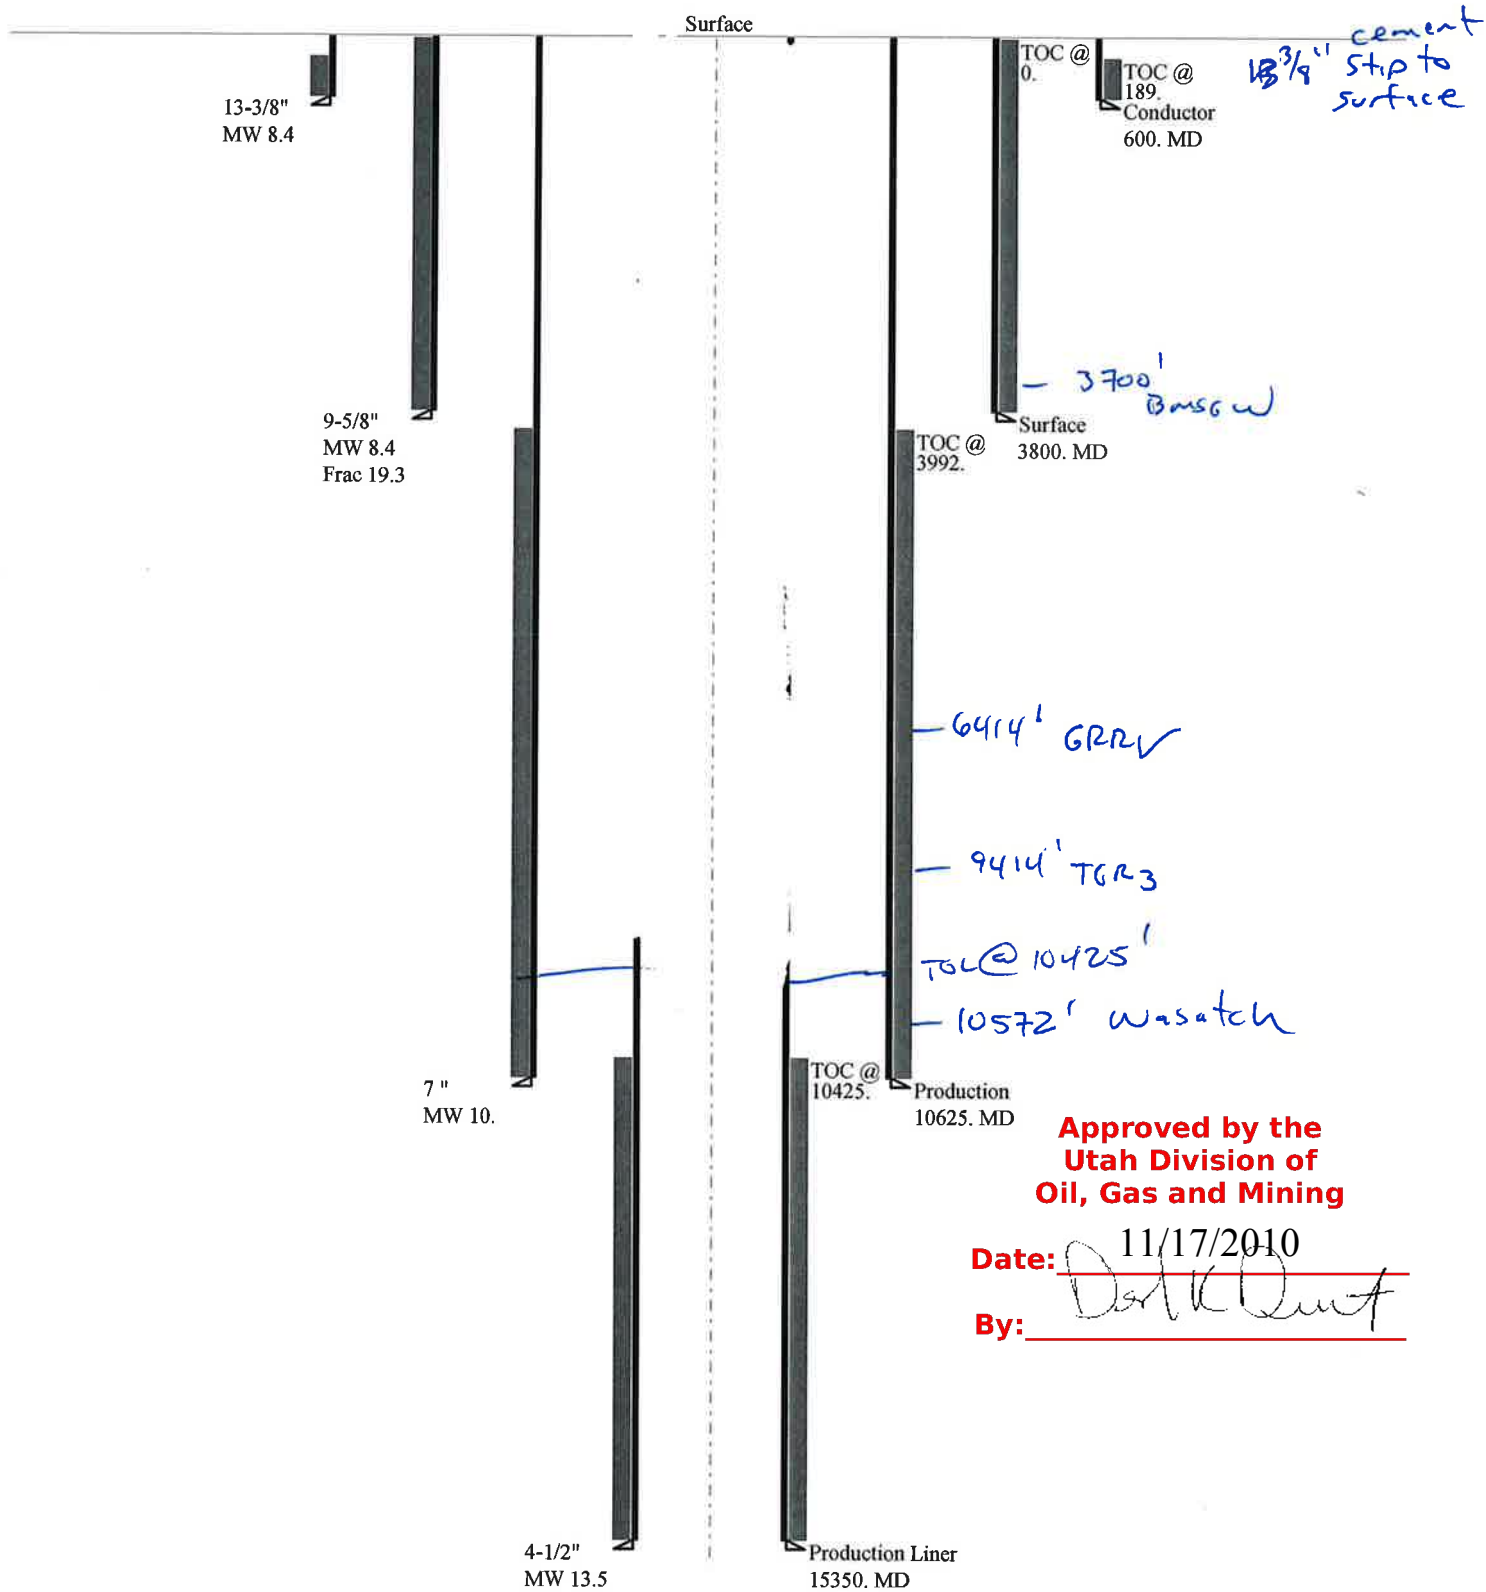 Surface
cement
13 3/8" stip to
surface
TOC @
0.
TOC @
189.
Conductor
600. MD
13-3/8"
MW 8.4
3700'
BMSGW
9-5/8"
MW 8.4
Frac 19.3
Surface
3800. MD
TOC @
3992.
6414' GRRV
9414' TGR3
TOL @ 10425'
10572' Wasatch
7 "
MW 10.
TOC @
10425.
Production
10625. MD
Approved by the
Utah Division of
Oil, Gas and Mining
Date: 11/17/2010
By:
4-1/2"
MW 13.5
Production Liner
15350. MD